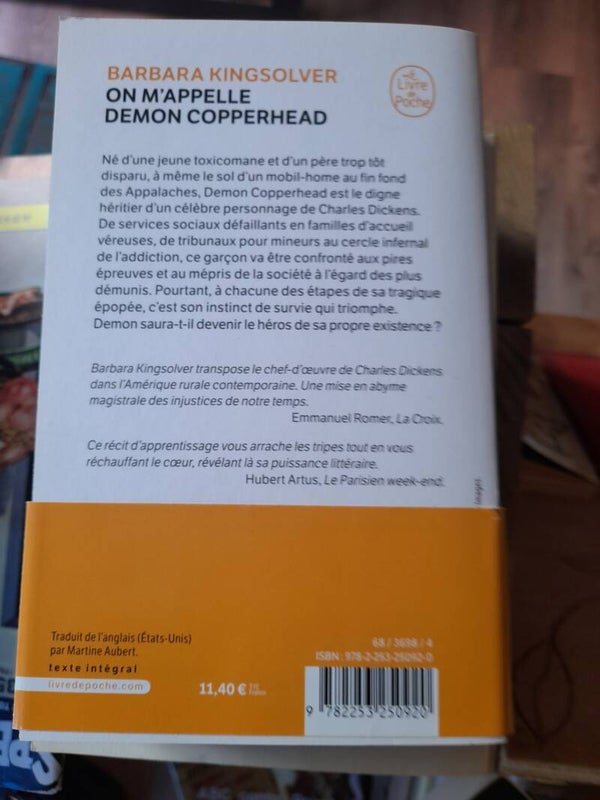 BARBARA KINGSOLVER
ON M'APPELLE
DEMON COPPERHEAD
Le
Livre
de
Poche
Né d'une jeune toxicomane et d'un père trop tôt
disparu, à même le sol d'un mobil-home au fin fond
des Appalaches, Demon Copperhead est le digne
héritier d'un célèbre personnage de Charles Dickens.
De services sociaux défaillants en familles d'accueil
véreuses, de tribunaux pour mineurs au cercle infernal
de l'addiction, ce garçon va être confronté aux pires
épreuves et au mépris de la société à l'égard des plus
démunis. Pourtant, à chacune des étapes de sa tragique
épopée, c'est son instinct de survie qui triomphe.
Demon saura-t-il devenir le héros de sa propre existence ?
Barbara Kingsolver transpose le chef-d'œuvre de Charles Dickens
dans l'Amérique rurale contemporaine. Une mise en abyme
magistrale des injustices de notre temps.
Emmanuel Romer, La Croix.
Ce récit d'apprentissage vous arrache les tripes tout en vous
réchauffant le cœur, révélant là sa puissance littéraire.
Hubert Artus, Le Parisien week-end.
Images
Traduit de l'anglais (États-Unis)
par Martine Aubert.
texte intégral
livredepoche.com
11,40 €
68 / 3698 / 4
ISBN : 978-2-253-25092-0
9 782253 250920